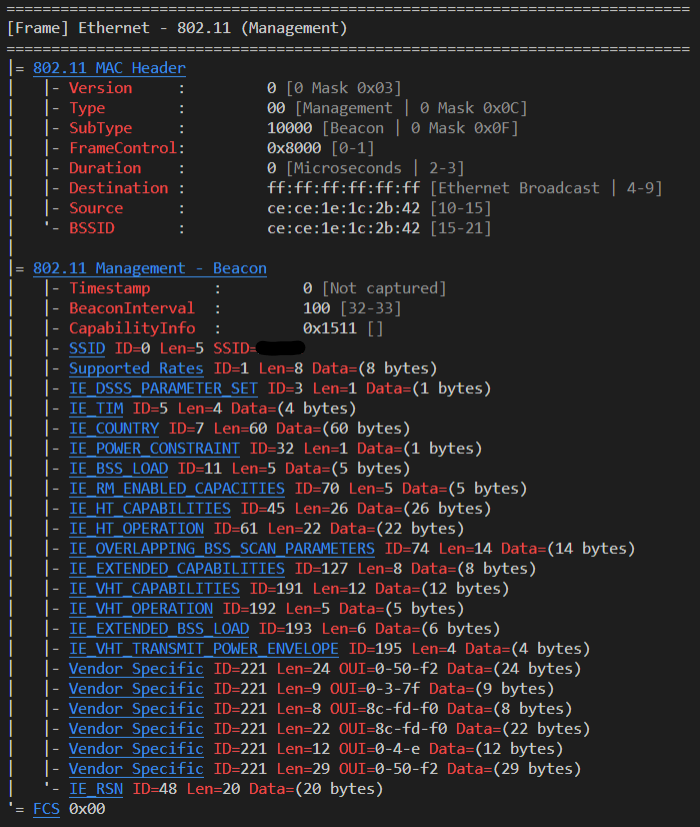 ================================================================================
[Frame] Ethernet - 802.11 (Management)
================================================================================
|= 802.11 MAC Header
|   |- Version     :         0 [0 Mask 0x03]
|   |- Type        :         00 [Management | 0 Mask 0x0C]
|   |- SubType     :         10000 [Beacon | 0 Mask 0x0F]
|   |- FrameControl:         0x8000 [0-1]
|   |- Duration    :         0 [Microseconds | 2-3]
|   |- Destination :         ff:ff:ff:ff:ff:ff [Ethernet Broadcast | 4-9]
|   |- Source      :         ce:ce:1e:1c:2b:42 [10-15]
|   '- BSSID       :         ce:ce:1e:1c:2b:42 [15-21]
|
|= 802.11 Management - Beacon
|   |- Timestamp       :         0 [Not captured]
|   |- BeaconInterval  :         100 [32-33]
|   |- CapabilityInfo  :         0x1511 []
|   |- SSID ID=0 Len=5 SSID=
|   |- Supported Rates ID=1 Len=8 Data=(8 bytes)
|   |- IE_DSSS_PARAMETER_SET ID=3 Len=1 Data=(1 bytes)
|   |- IE_TIM ID=5 Len=4 Data=(4 bytes)
|   |- IE_COUNTRY ID=7 Len=60 Data=(60 bytes)
|   |- IE_POWER_CONSTRAINT ID=32 Len=1 Data=(1 bytes)
|   |- IE_BSS_LOAD ID=11 Len=5 Data=(5 bytes)
|   |- IE_RM_ENABLED_CAPACITIES ID=70 Len=5 Data=(5 bytes)
|   |- IE_HT_CAPABILITIES ID=45 Len=26 Data=(26 bytes)
|   |- IE_HT_OPERATION ID=61 Len=22 Data=(22 bytes)
|   |- IE_OVERLAPPING_BSS_SCAN_PARAMETERS ID=74 Len=14 Data=(14 bytes)
|   |- IE_EXTENDED_CAPABILITIES ID=127 Len=8 Data=(8 bytes)
|   |- IE_VHT_CAPABILITIES ID=191 Len=12 Data=(12 bytes)
|   |- IE_VHT_OPERATION ID=192 Len=5 Data=(5 bytes)
|   |- IE_EXTENDED_BSS_LOAD ID=193 Len=6 Data=(6 bytes)
|   |- IE_VHT_TRANSMIT_POWER_ENVELOPE ID=195 Len=4 Data=(4 bytes)
|   |- Vendor Specific ID=221 Len=24 OUI=0-50-f2 Data=(24 bytes)
|   |- Vendor Specific ID=221 Len=9 OUI=0-3-7f Data=(9 bytes)
|   |- Vendor Specific ID=221 Len=8 OUI=8c-fd-f0 Data=(8 bytes)
|   |- Vendor Specific ID=221 Len=22 OUI=8c-fd-f0 Data=(22 bytes)
|   |- Vendor Specific ID=221 Len=12 OUI=0-4-e Data=(12 bytes)
|   |- Vendor Specific ID=221 Len=29 OUI=0-50-f2 Data=(29 bytes)
|   '- IE_RSN ID=48 Len=20 Data=(20 bytes)
'= FCS 0x00